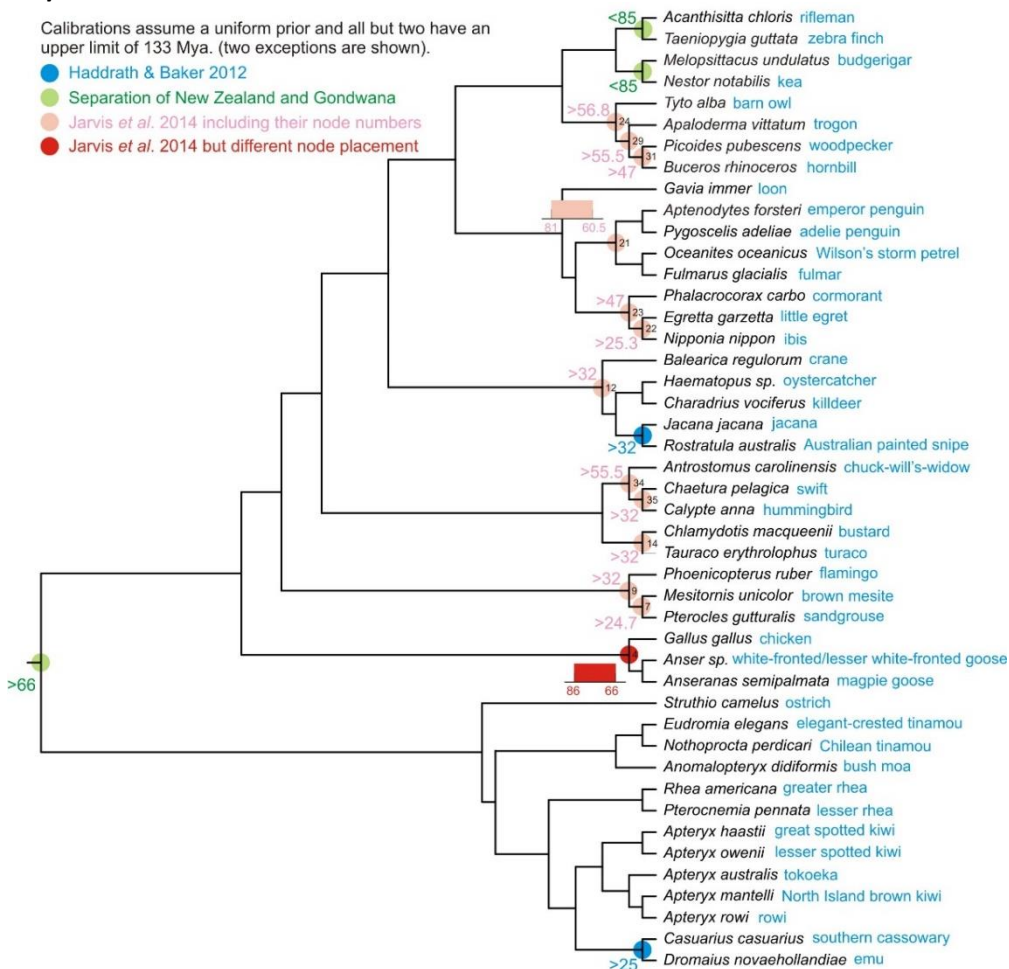 Calibrations assume a uniform prior and all but two have an
upper limit of 133 Mya. (two exceptions are shown).
Haddrath & Baker 2012
Separation of New Zealand and Gondwana
Jarvis et al. 2014 including their node numbers
Jarvis et al. 2014 but different node placement
<85
Acanthisitta chloris rifleman
Taeniopygia guttata zebra finch
Melopsittacus undulatus budgerigar
<85
Nestor notabilis kea
>56.8
Tyto alba barn owl
24
Apaloderma vittatum trogon
29
Picoides pubescens woodpecker
>55.5
31
>47
Buceros rhinoceros hornbill
Gavia immer loon
81 60.5
Aptenodytes forsteri emperor penguin
Pygoscelis adeliae adelie penguin
21
Oceanites oceanicus Wilson's storm petrel
Fulmarus glacialis fulmar
>47
Phalacrocorax carbo cormorant
23
Egretta garzetta little egret
22
>25.3
Nipponia nippon ibis
Balearica regulorum crane
>32
12
Haematopus sp. oystercatcher
Charadrius vociferus killdeer
Jacana jacana jacana
>32
Rostratula australis Australian painted snipe
>55.5
Antrostomus carolinensis chuck-will's-widow
34
Chaetura pelagica swift
35
>32
Calypte anna hummingbird
Chlamydotis macqueenii bustard
14
>32
Tauraco erythrolophus turaco
>32
Phoenicopterus ruber flamingo
9
Mesitornis unicolor brown mesite
7
>24.7
Pterocles gutturalis sandgrouse
Gallus gallus chicken
Anser sp. white-fronted/lesser white-fronted goose
86 66
Anseranas semipalmata magpie goose
>66
Struthio camelus ostrich
Eudromia elegans elegant-crested tinamou
Nothoprocta perdicari Chilean tinamou
Anomalopteryx didiformis bush moa
Rhea americana greater rhea
Pterocnemia pennata lesser rhea
Apteryx haastii great spotted kiwi
Apteryx owenii lesser spotted kiwi
Apteryx australis tokoeka
Apteryx mantelli North Island brown kiwi
Apteryx rowi rowi
Casuarius casuarius southern cassowary
>25
Dromaius novaehollandiae emu